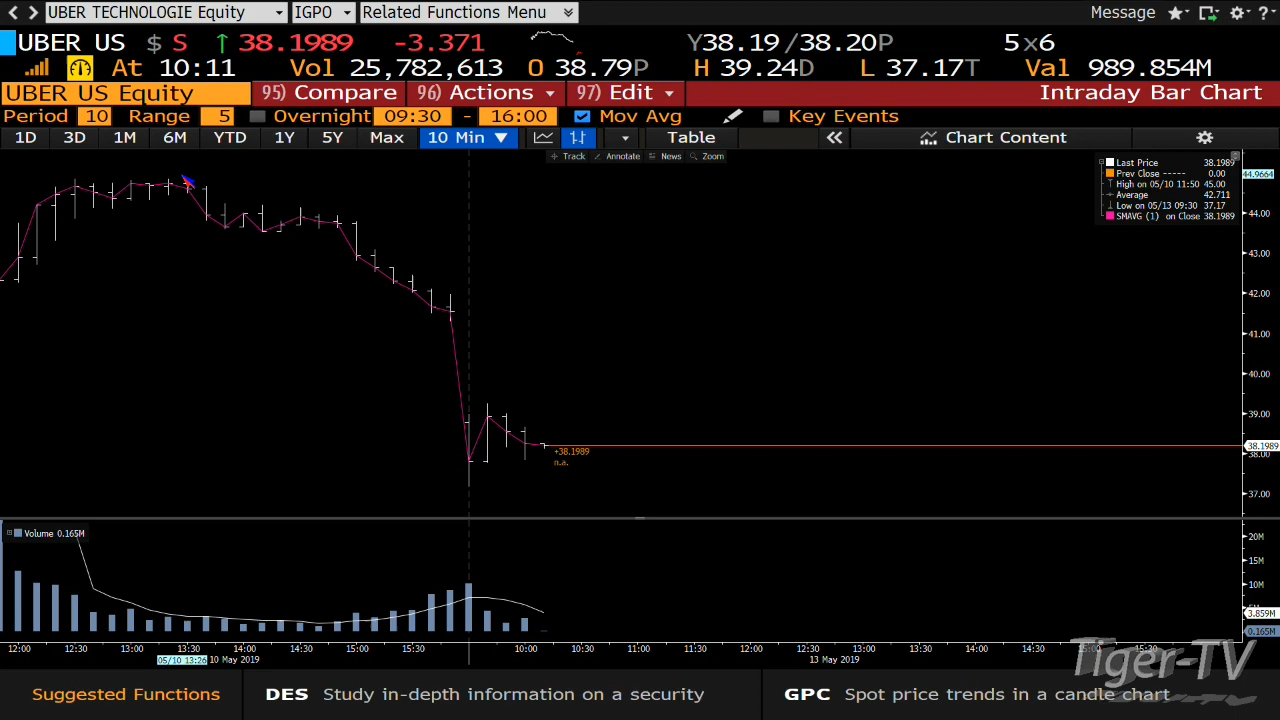 UBER TECHNOLOGIE Equity IGPO Related Functions Menu Message ?
UBER US $ S ↑ 38.1989 -3.371 Y38.19 /38.20P 5x6
At 10:11 Vol 25,782,613 O 38.79P H 39.24D L 37.17T Val 989.854M
UBER US Equity 95) Compare 96) Actions 97) Edit Intraday Bar Chart
Period 10 Range 5 Overnight 09:30 - 16:00 Mov Avg Key Events
1D 3D 1M 6M YTD 1Y 5Y Max 10 Min ▼ Table « Chart Content
Track Annotate News Zoom
Last Price 38.1989
Prev Close ----- 0.00
High on 05/10 11:50 45.00
Average 42.711
Low on 05/13 09:30 37.17
SMAVG (1) on Close 38.1989
44.9664
44.00
43.00
42.00
41.00
40.00
39.00
38.1989
38.00
37.00
+38.1989
n.a.
Volume 0.165M
20M
15M
10M
3.859M
0.165M
12:00 12:30 13:00 13:30 14:00 14:30 15:00 15:30 10:00 10:30 11:00 11:30 12:00 12:30 13:00 13:30 14:00 14:30 15:00 15:30
05/10 13:26 10 May 2019 13 May 2019
Tiger-TV
Suggested Functions DES Study in-depth information on a security GPC Spot price trends in a candle chart